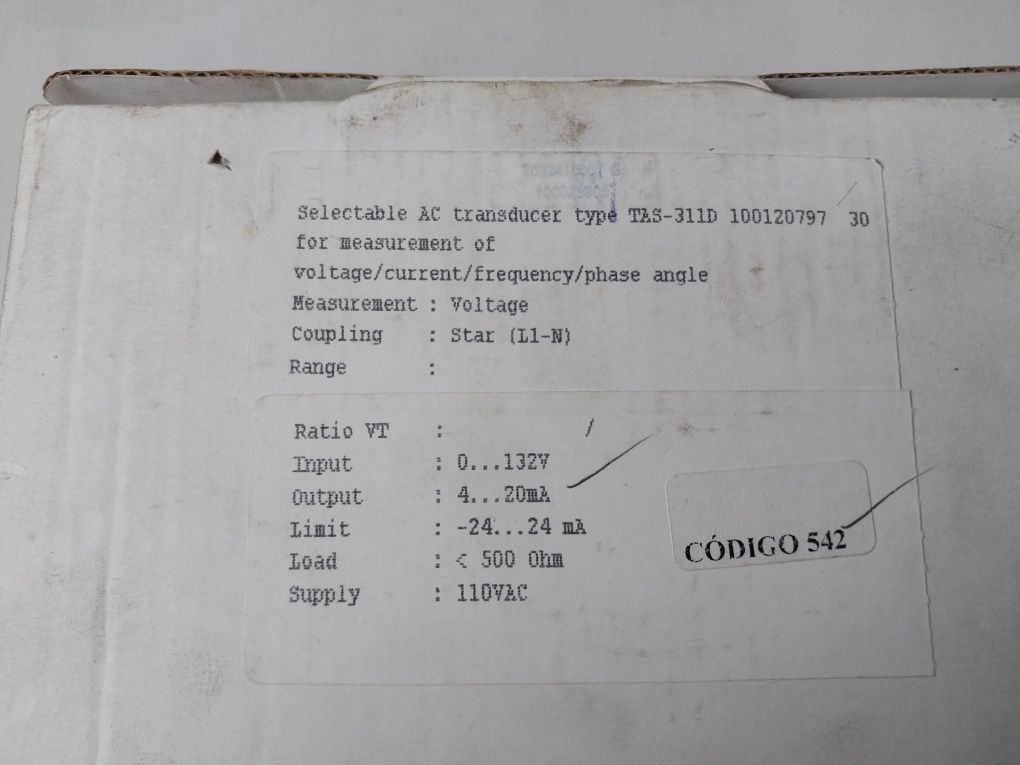 Selectable AC transducer type TAS-311D 100120797 30
for measurement of
voltage/current/frequency/phase angle
Measurement : Voltage
Coupling : Star (L1-N)
Range :
Ratio VT : /
Input : 0...132V
Output : 4...20mA
Limit : -24...24 mA
Load : < 500 Ohm
Supply : 110VAC
CÓDIGO 542